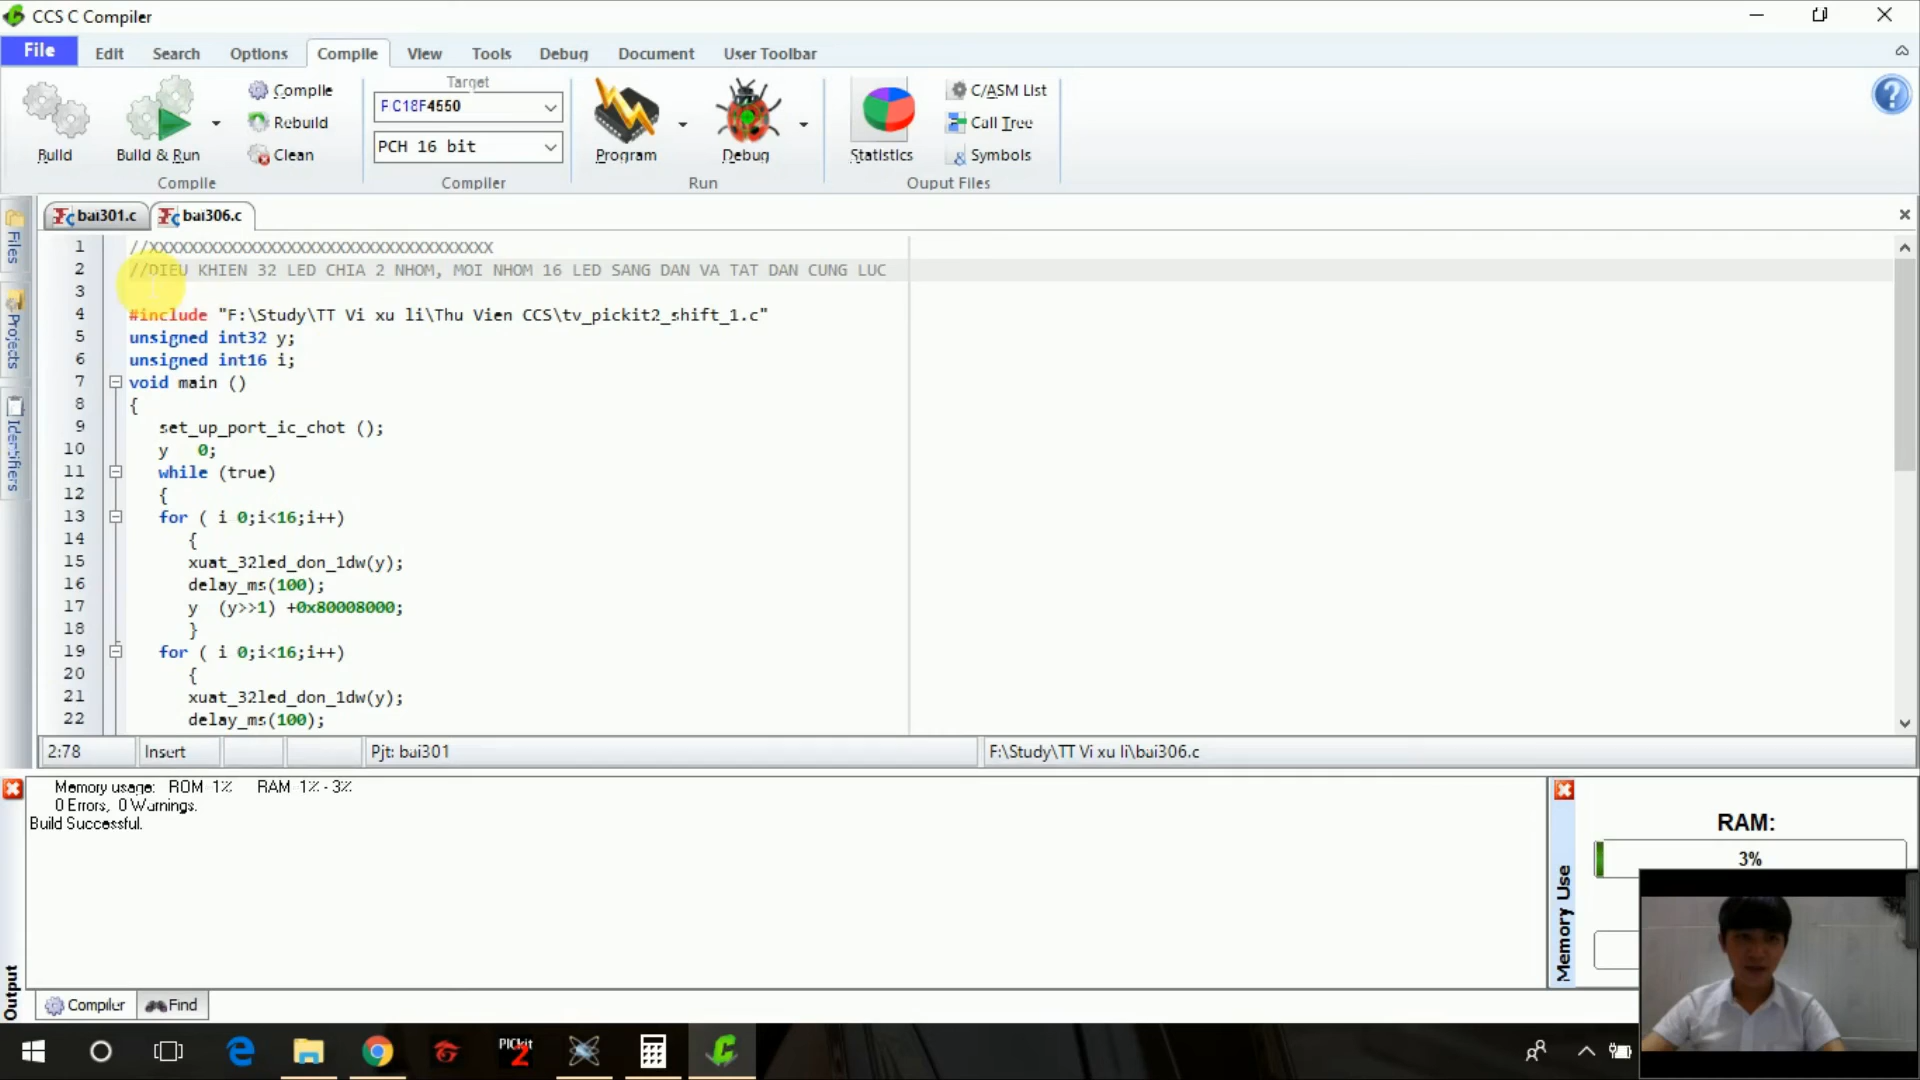 CCS C Compiler
File Edit Search Options Compile View Tools Debug Document User Toolbar
Build
Build & Run
Compile
Rebuild
Clean
Compile
Target
PIC18F4550
PCH 16 bit
Compiler
Program
Debug
Run
Statistics
C/ASM List
Call Tree
Symbols
Ouput Files
Files
Projects
Identifiers
bai301.c bai306.c
1 //XXXXXXXXXXXXXXXXXXXXXXXXXXXXXXXXXXX
2 //DIEU KHIEN 32 LED CHIA 2 NHOM, MOI NHOM 16 LED SANG DAN VA TAT DAN CUNG LUC
3
4 #include "F:\Study\TT Vi xu li\Thu Vien CCS\tv_pickit2_shift_1.c"
5 unsigned int32 y;
6 unsigned int16 i;
7 void main ()
8 {
9 set_up_port_ic_chot ();
10 y 0;
11 while (true)
12 {
13 for ( i 0;i<16;i++)
14 {
15 xuat_32led_don_1dw(y);
16 delay_ms(100);
17 y (y>>1) +0x80008000;
18 }
19 for ( i 0;i<16;i++)
20 {
21 xuat_32led_don_1dw(y);
22 delay_ms(100);
2:78 Insert Pjt: bai301 F:\Study\TT Vi xu li\bai306.c
Memory usage: ROM 1% RAM 1% - 3%
0 Errors, 0 Warnings.
Build Successful.
Output
Compiler Find
Memory Use
RAM:
3%
PICkit
2